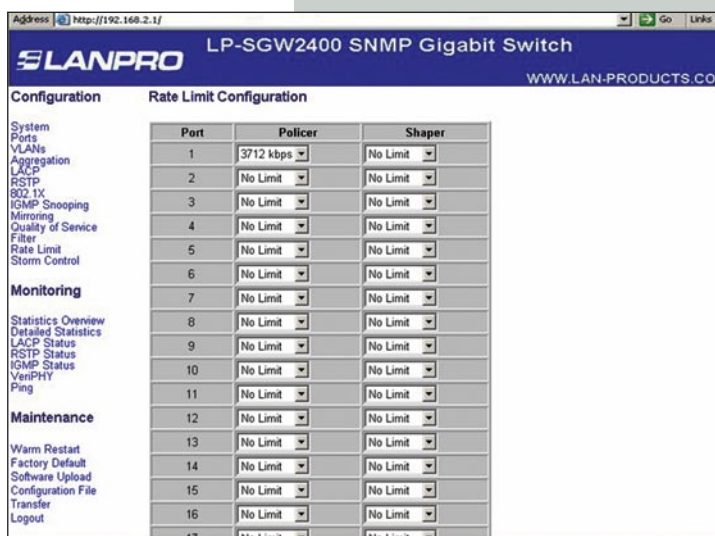 Address http://192.168.2.1/ Go Links
LANPRO
LP-SGW2400 SNMP Gigabit Switch
WWW.LAN-PRODUCTS.CO
Configuration
System
Ports
VLANs
Aggregation
LACP
RSTP
802.1X
IGMP Snooping
Mirroring
Quality of Service
Filter
Rate Limit
Storm Control
Monitoring
Statistics Overview
Detailed Statistics
LACP Status
RSTP Status
IGMP Status
VeriPHY
Ping
Maintenance
Warm Restart
Factory Default
Software Upload
Configuration File
Transfer
Logout
Rate Limit Configuration
Port Policer Shaper
1 3712 kbps No Limit
2 No Limit No Limit
3 No Limit No Limit
4 No Limit No Limit
5 No Limit No Limit
6 No Limit No Limit
7 No Limit No Limit
8 No Limit No Limit
9 No Limit No Limit
10 No Limit No Limit
11 No Limit No Limit
12 No Limit No Limit
13 No Limit No Limit
14 No Limit No Limit
15 No Limit No Limit
16 No Limit No Limit